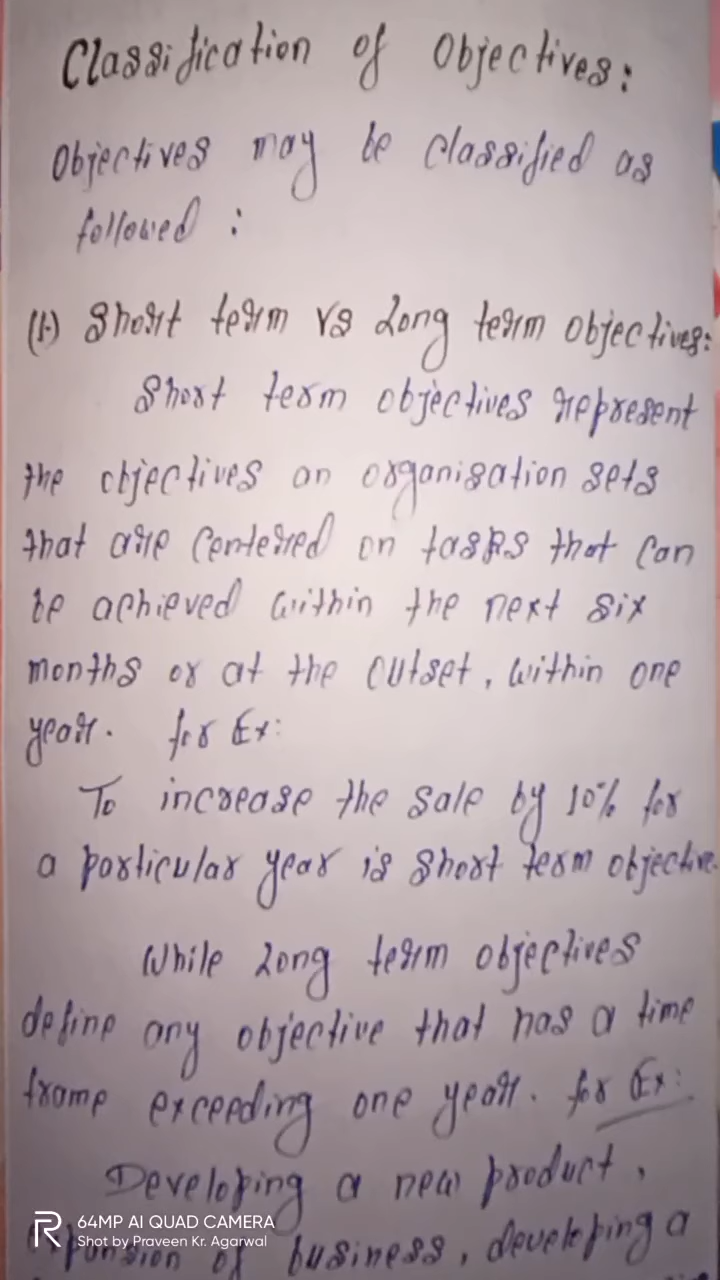 Classification of Objectives:
Objectives may be classified as
followed :
(1.) Short term vs Long term objectives:
Short term objectives represent
the objectives an organisation sets
that are centered on tasks that can
be achieved within the next six
months or at the outset, within one
year. for Ex:
To increase the sale by 10% for
a particular year is short term objective.
While Long term objectives
define any objective that has a time
frame exceeding one year. for Ex:
Developing a new product,
expansion of business, developing a
64MP AI QUAD CAMERA
Shot by Praveen Kr. Agarwal